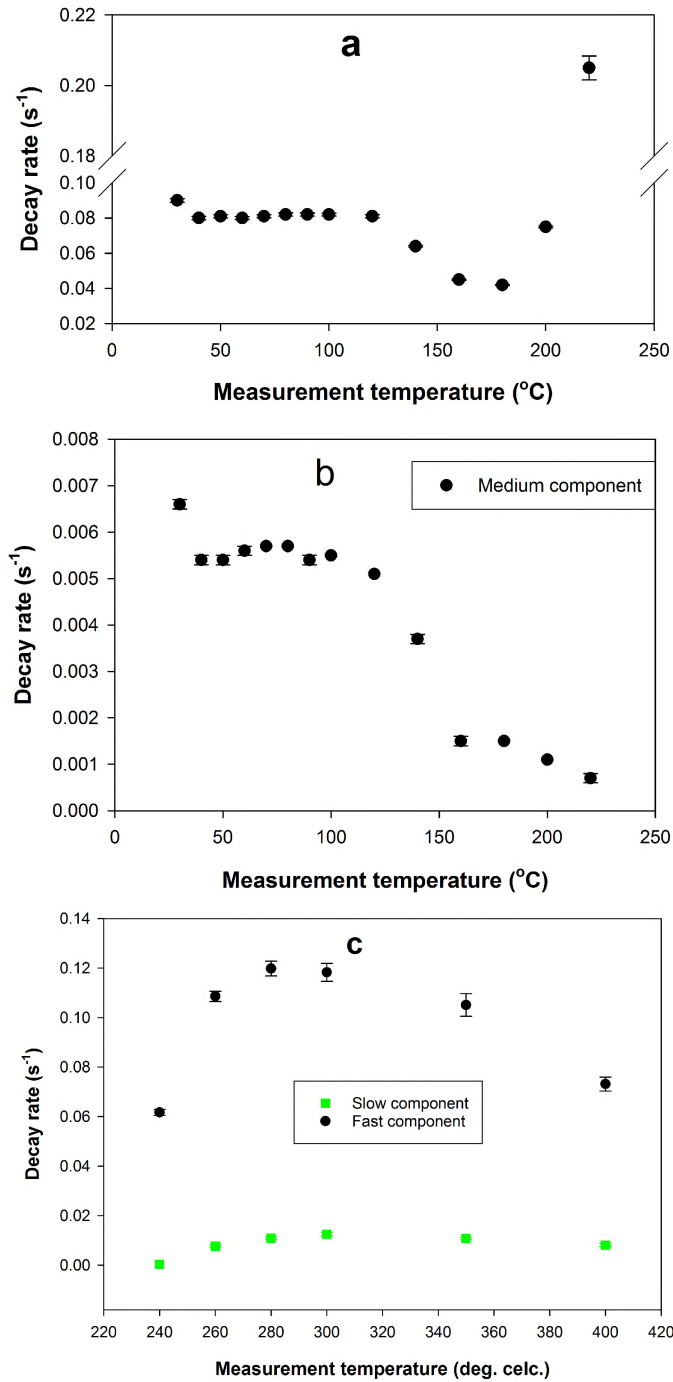 a
0.22
0.20
0.18
0.10
0.08
0.06
0.04
0.02
Decay rate (s-1)
0 50 100 150 200 250
Measurement temperature (oC)
b
0.008
0.007
0.006
0.005
0.004
0.003
0.002
0.001
0.000
Decay rate (s-1)
Medium component
0 50 100 150 200 250
Measurement temperature (oC)
c
0.14
0.12
0.10
0.08
0.06
0.04
0.02
0.00
Decay rate (s-1)
Slow component
Fast component
220 240 260 280 300 320 340 360 380 400 420
Measurement temperature (deg. celc.)